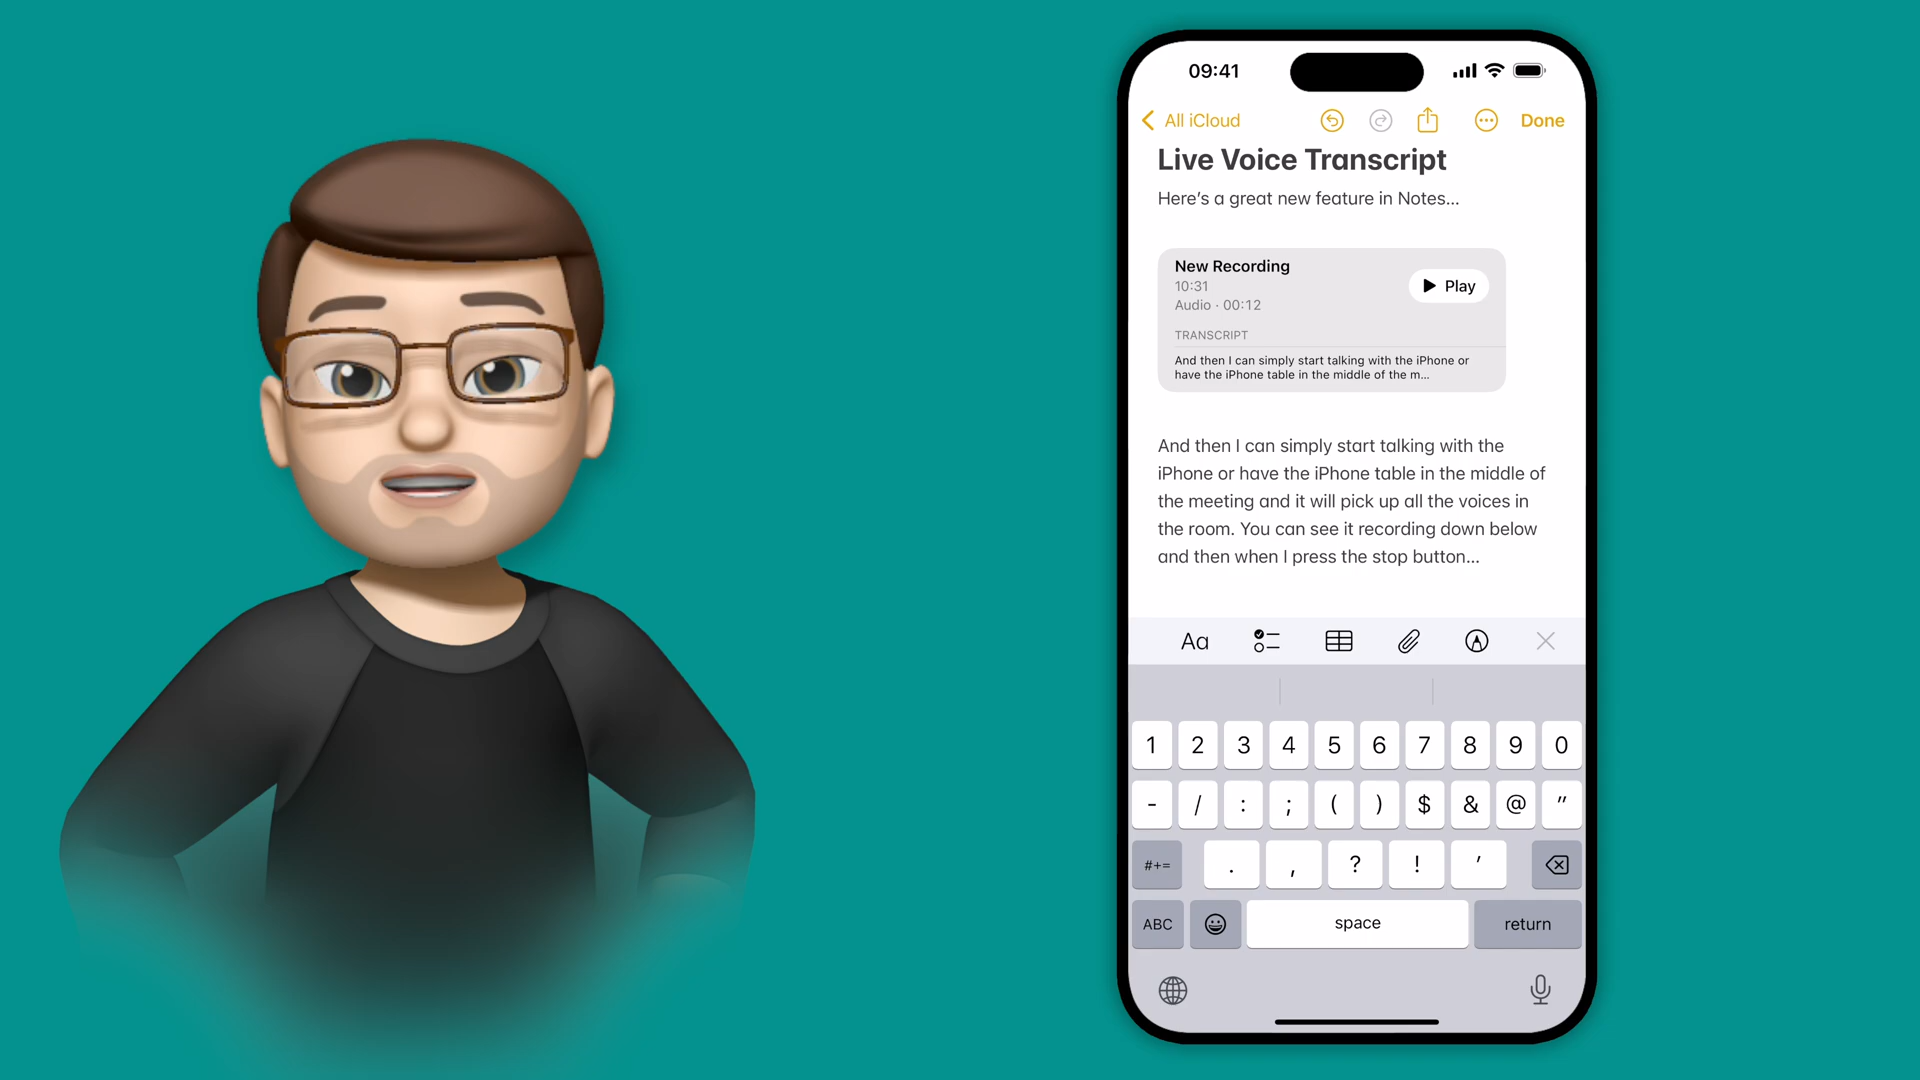 09:41
All iCloud
Done
Live Voice Transcript
Here's a great new feature in Notes...
New Recording
10:31
Audio · 00:12
Play
TRANSCRIPT
And then I can simply start talking with the iPhone or
have the iPhone table in the middle of the m...
And then I can simply start talking with the
iPhone or have the iPhone table in the middle of
the meeting and it will pick up all the voices in
the room. You can see it recording down below
and then when I press the stop button...
Aa
1 2 3 4 5 6 7 8 9 0
- / : ; ( ) $ & @ "
#+= . , ? ! '
ABC space return